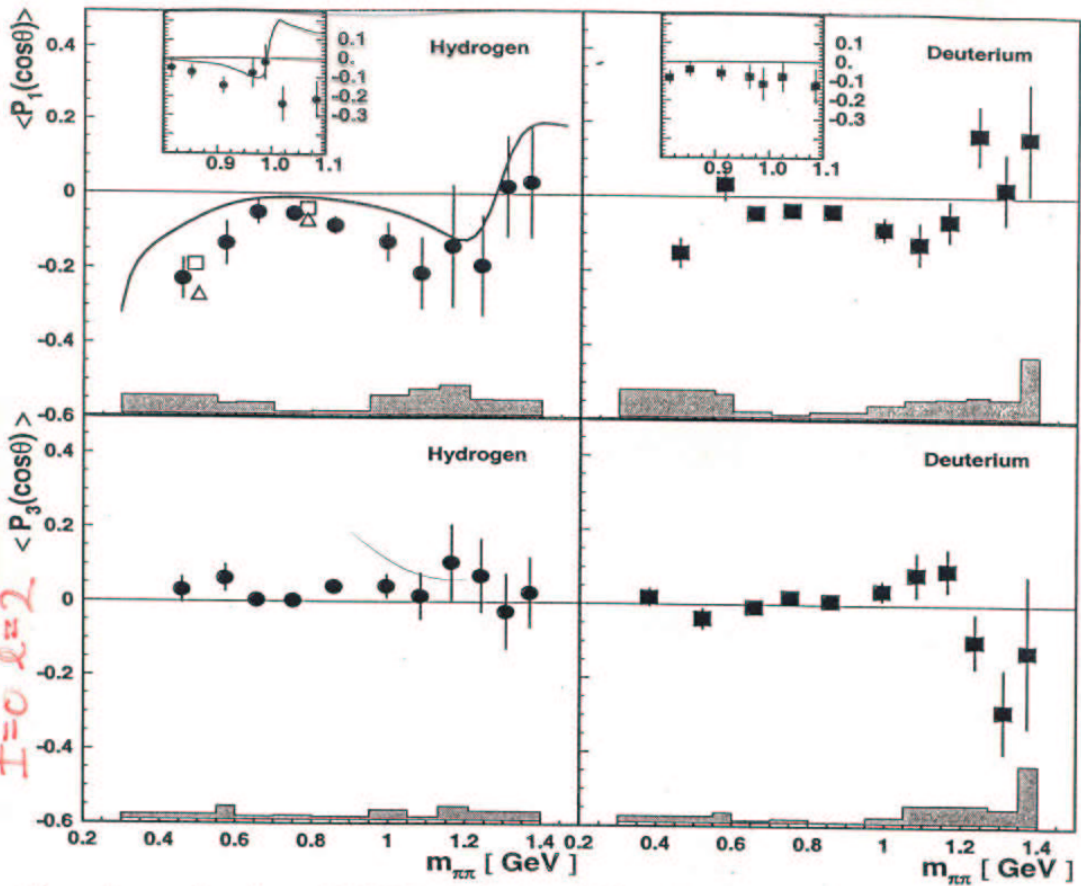 <P₁(cosθ)>
0.4
0.2
0
-0.2
-0.4
-0.6
Hydrogen
0.1
0.
-0.1
-0.2
-0.3
0.9 1.0 1.1
Deuterium
0.1
0.
-0.1
-0.2
-0.3
0.9 1.0 1.1
<P₃(cosθ)>
0.4
0.2
0
-0.2
-0.4
-0.6
Hydrogen
Deuterium
I=0 l=2
0.2 0.4 0.6 0.8 1.0 1.2 1.4 0.2 0.4 0.6 0.8 1 1.2 1.4
mππ [ GeV ] mππ [ GeV ]